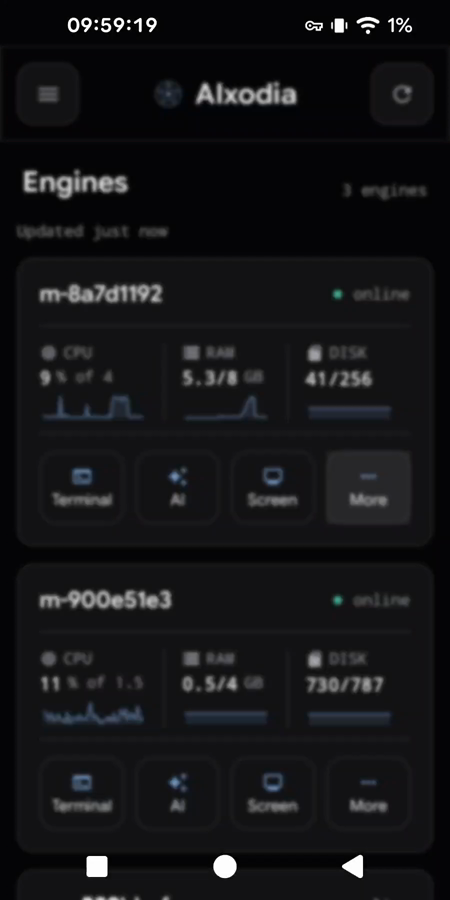 09:59:19 1%
Alxodia
Engines
3 engines
Updated just now
m-8a7d1192 online
CPU RAM DISK
9 % of 4 5.3/8 GB 41/256
Terminal AI Screen More
m-900e51e3 online
CPU RAM DISK
11 % of 1.5 0.5/4 GB 730/787
Terminal AI Screen More